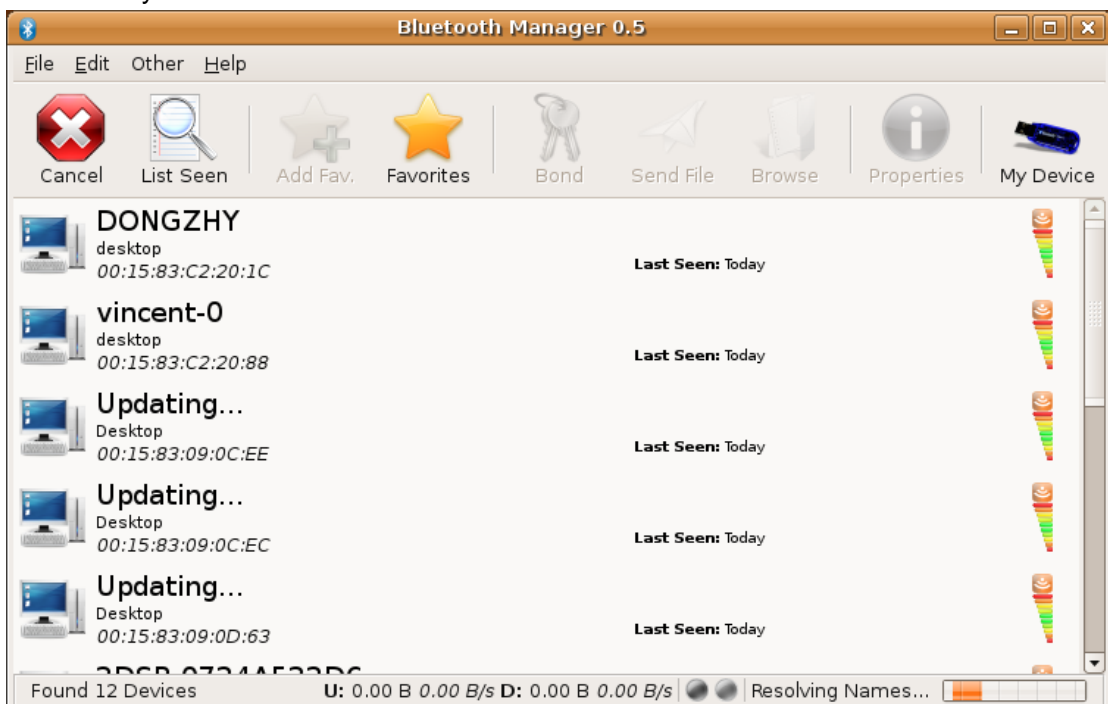 Bluetooth Manager 0.5
File Edit Other Help
Cancel List Seen Add Fav. Favorites Bond Send File Browse Properties My Device
DONGZHY
desktop
00:15:83:C2:20:1C
Last Seen: Today
vincent-0
desktop
00:15:83:C2:20:88
Last Seen: Today
Updating...
Desktop
00:15:83:09:0C:EE
Last Seen: Today
Updating...
Desktop
00:15:83:09:0C:EC
Last Seen: Today
Updating...
Desktop
00:15:83:09:0D:63
Last Seen: Today
Found 12 Devices U: 0.00 B 0.00 B/s D: 0.00 B 0.00 B/s Resolving Names...